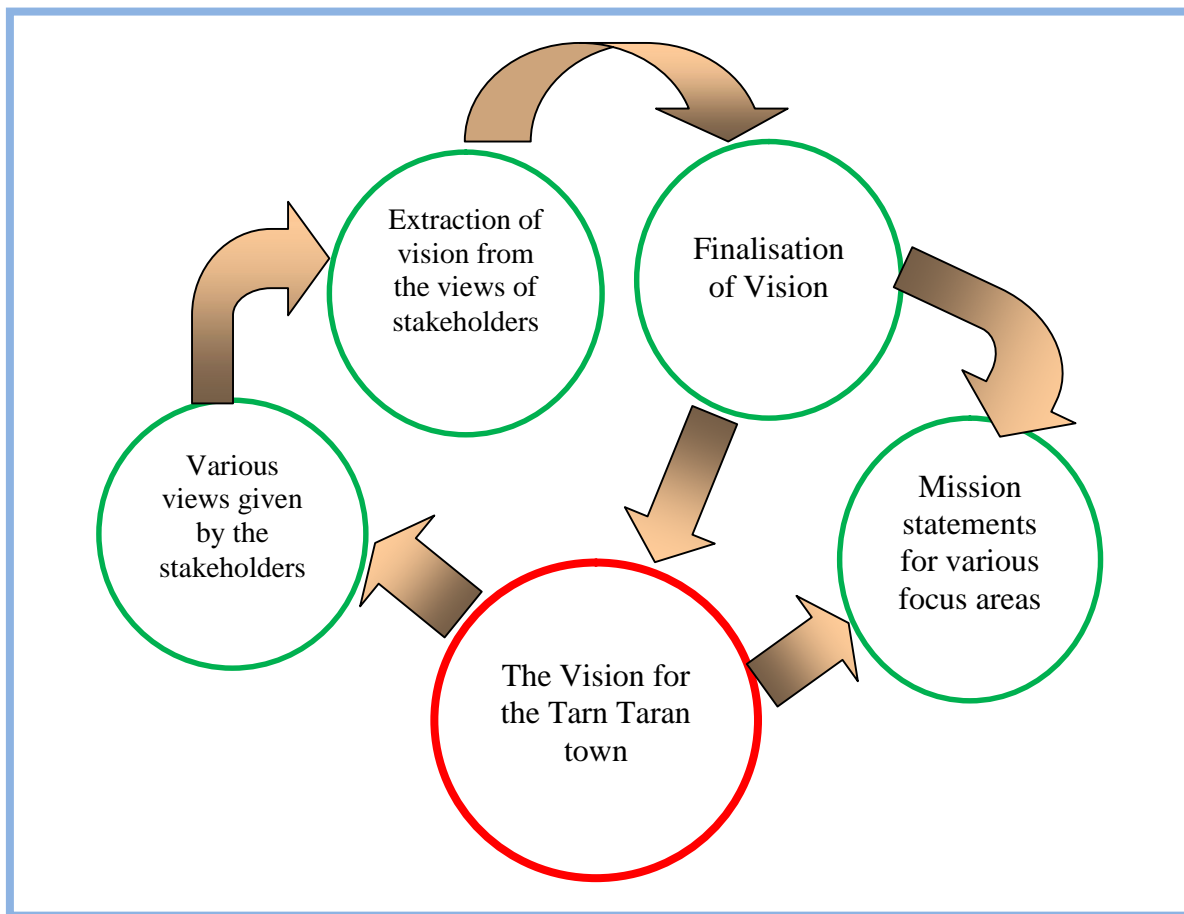 Extraction of
vision from
the views of
stakeholders
Finalisation
of Vision
Various
views given
by the
stakeholders
Mission
statements
for various
focus areas
The Vision for
the Tarn Taran
town